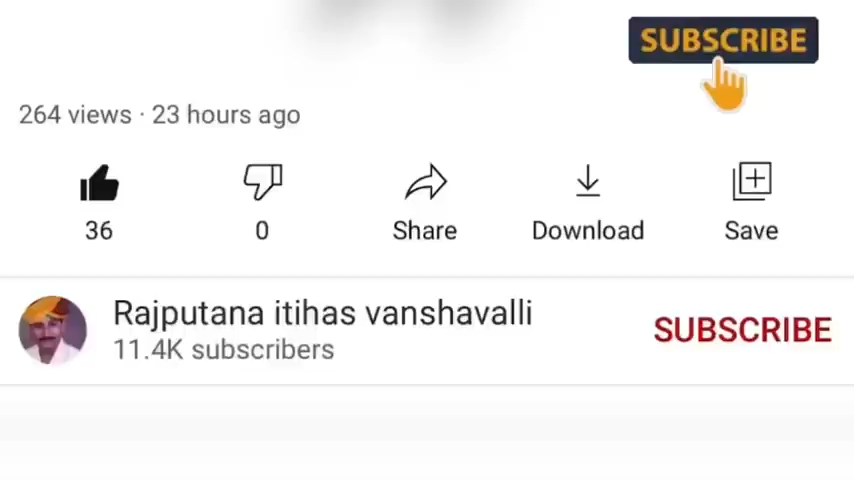 SUBSCRIBE
264 views · 23 hours ago
36 0 Share Download Save
Rajputana itihas vanshavalli
11.4K subscribers
SUBSCRIBE